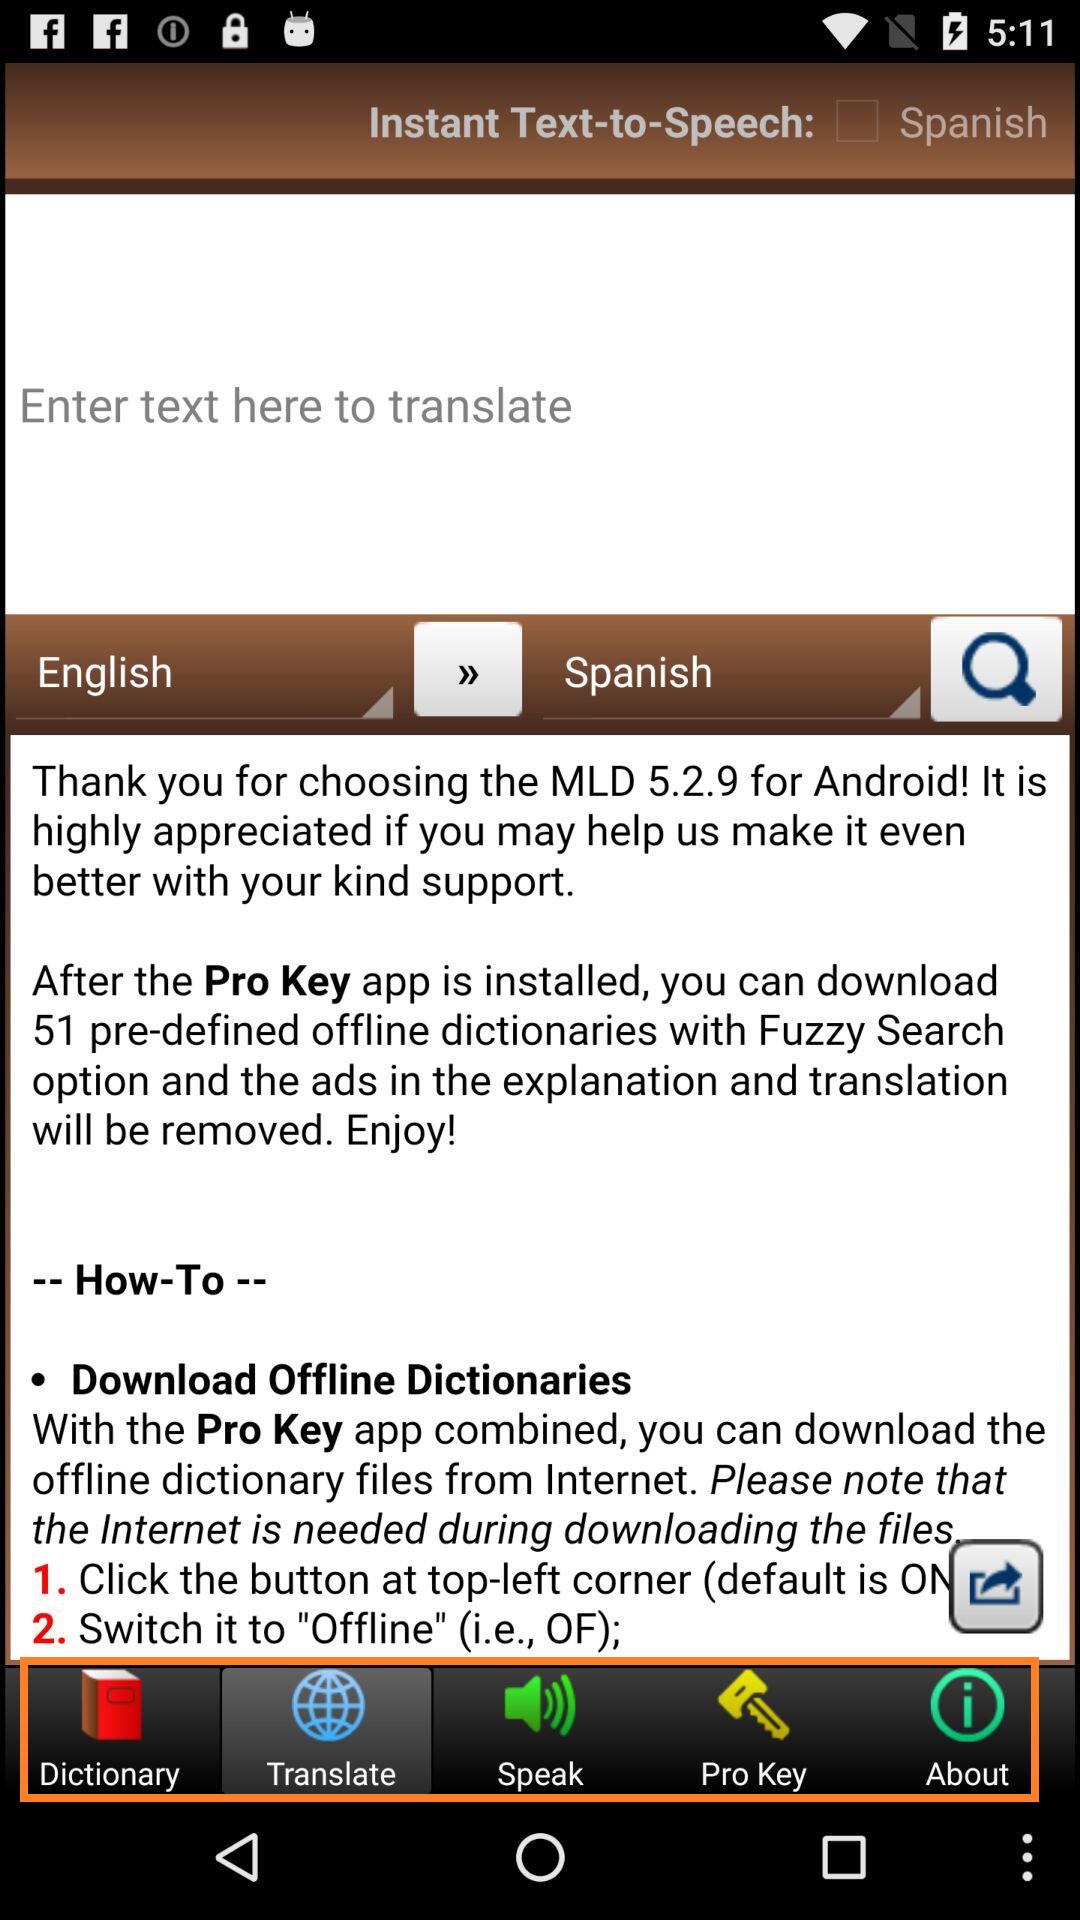 5:11
Instant Text-to-Speech: Spanish
Enter text here to translate
English » Spanish
Thank you for choosing the MLD 5.2.9 for Android! It is
highly appreciated if you may help us make it even
better with your kind support.
After the Pro Key app is installed, you can download
51 pre-defined offline dictionaries with Fuzzy Search
option and the ads in the explanation and translation
will be removed. Enjoy!
-- How-To --
• Download Offline Dictionaries
With the Pro Key app combined, you can download the
offline dictionary files from Internet. Please note that
the Internet is needed during downloading the files.
1. Click the button at top-left corner (default is ON
2. Switch it to "Offline" (i.e., OF);
Dictionary Translate Speak Pro Key About